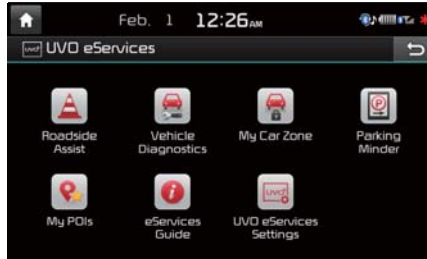 Feb. 1 12:26AM
UVO eServices
Roadside Assist
Vehicle Diagnostics
My Car Zone
Parking Minder
My POIs
eServices Guide
UVO eServices Settings